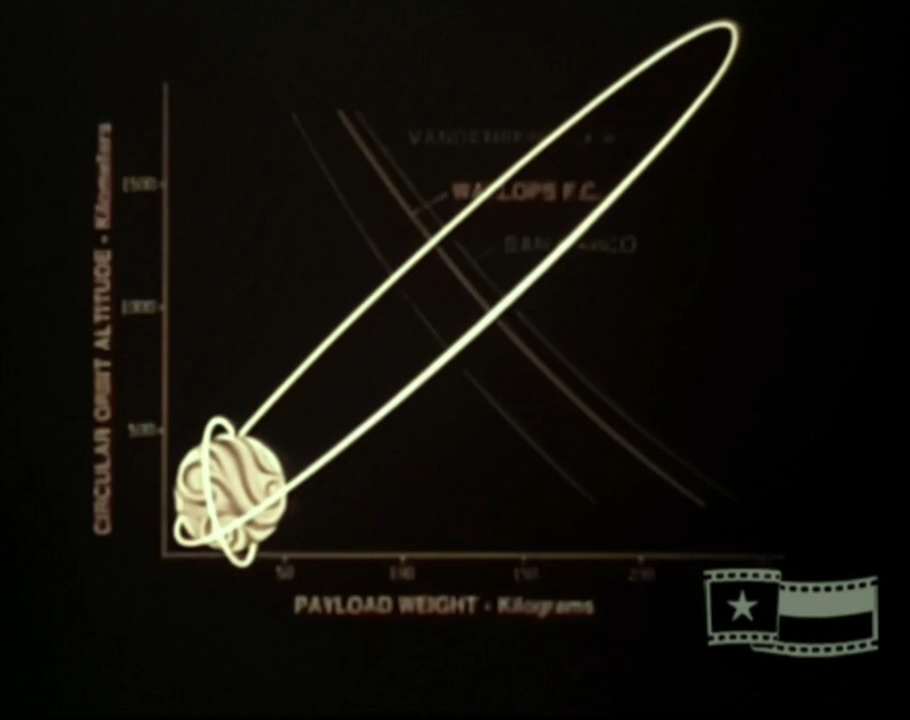 WALLOPS F.C.
1500
1000
500
CIRCULAR ORBIT ALTITUDE - Kilometers
50
100
150
200
PAYLOAD WEIGHT - Kilograms